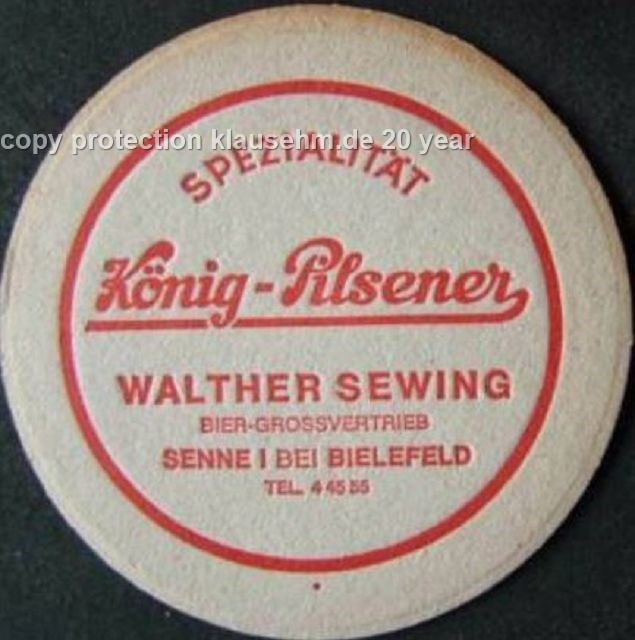 copy protection klausehm.de 20 year
SPEZIALITÄT
König-Pilsener
WALTHER SEWING
BIER-GROSSVERTRIEB
SENNE I BEI BIELEFELD
TEL. 4 45 55